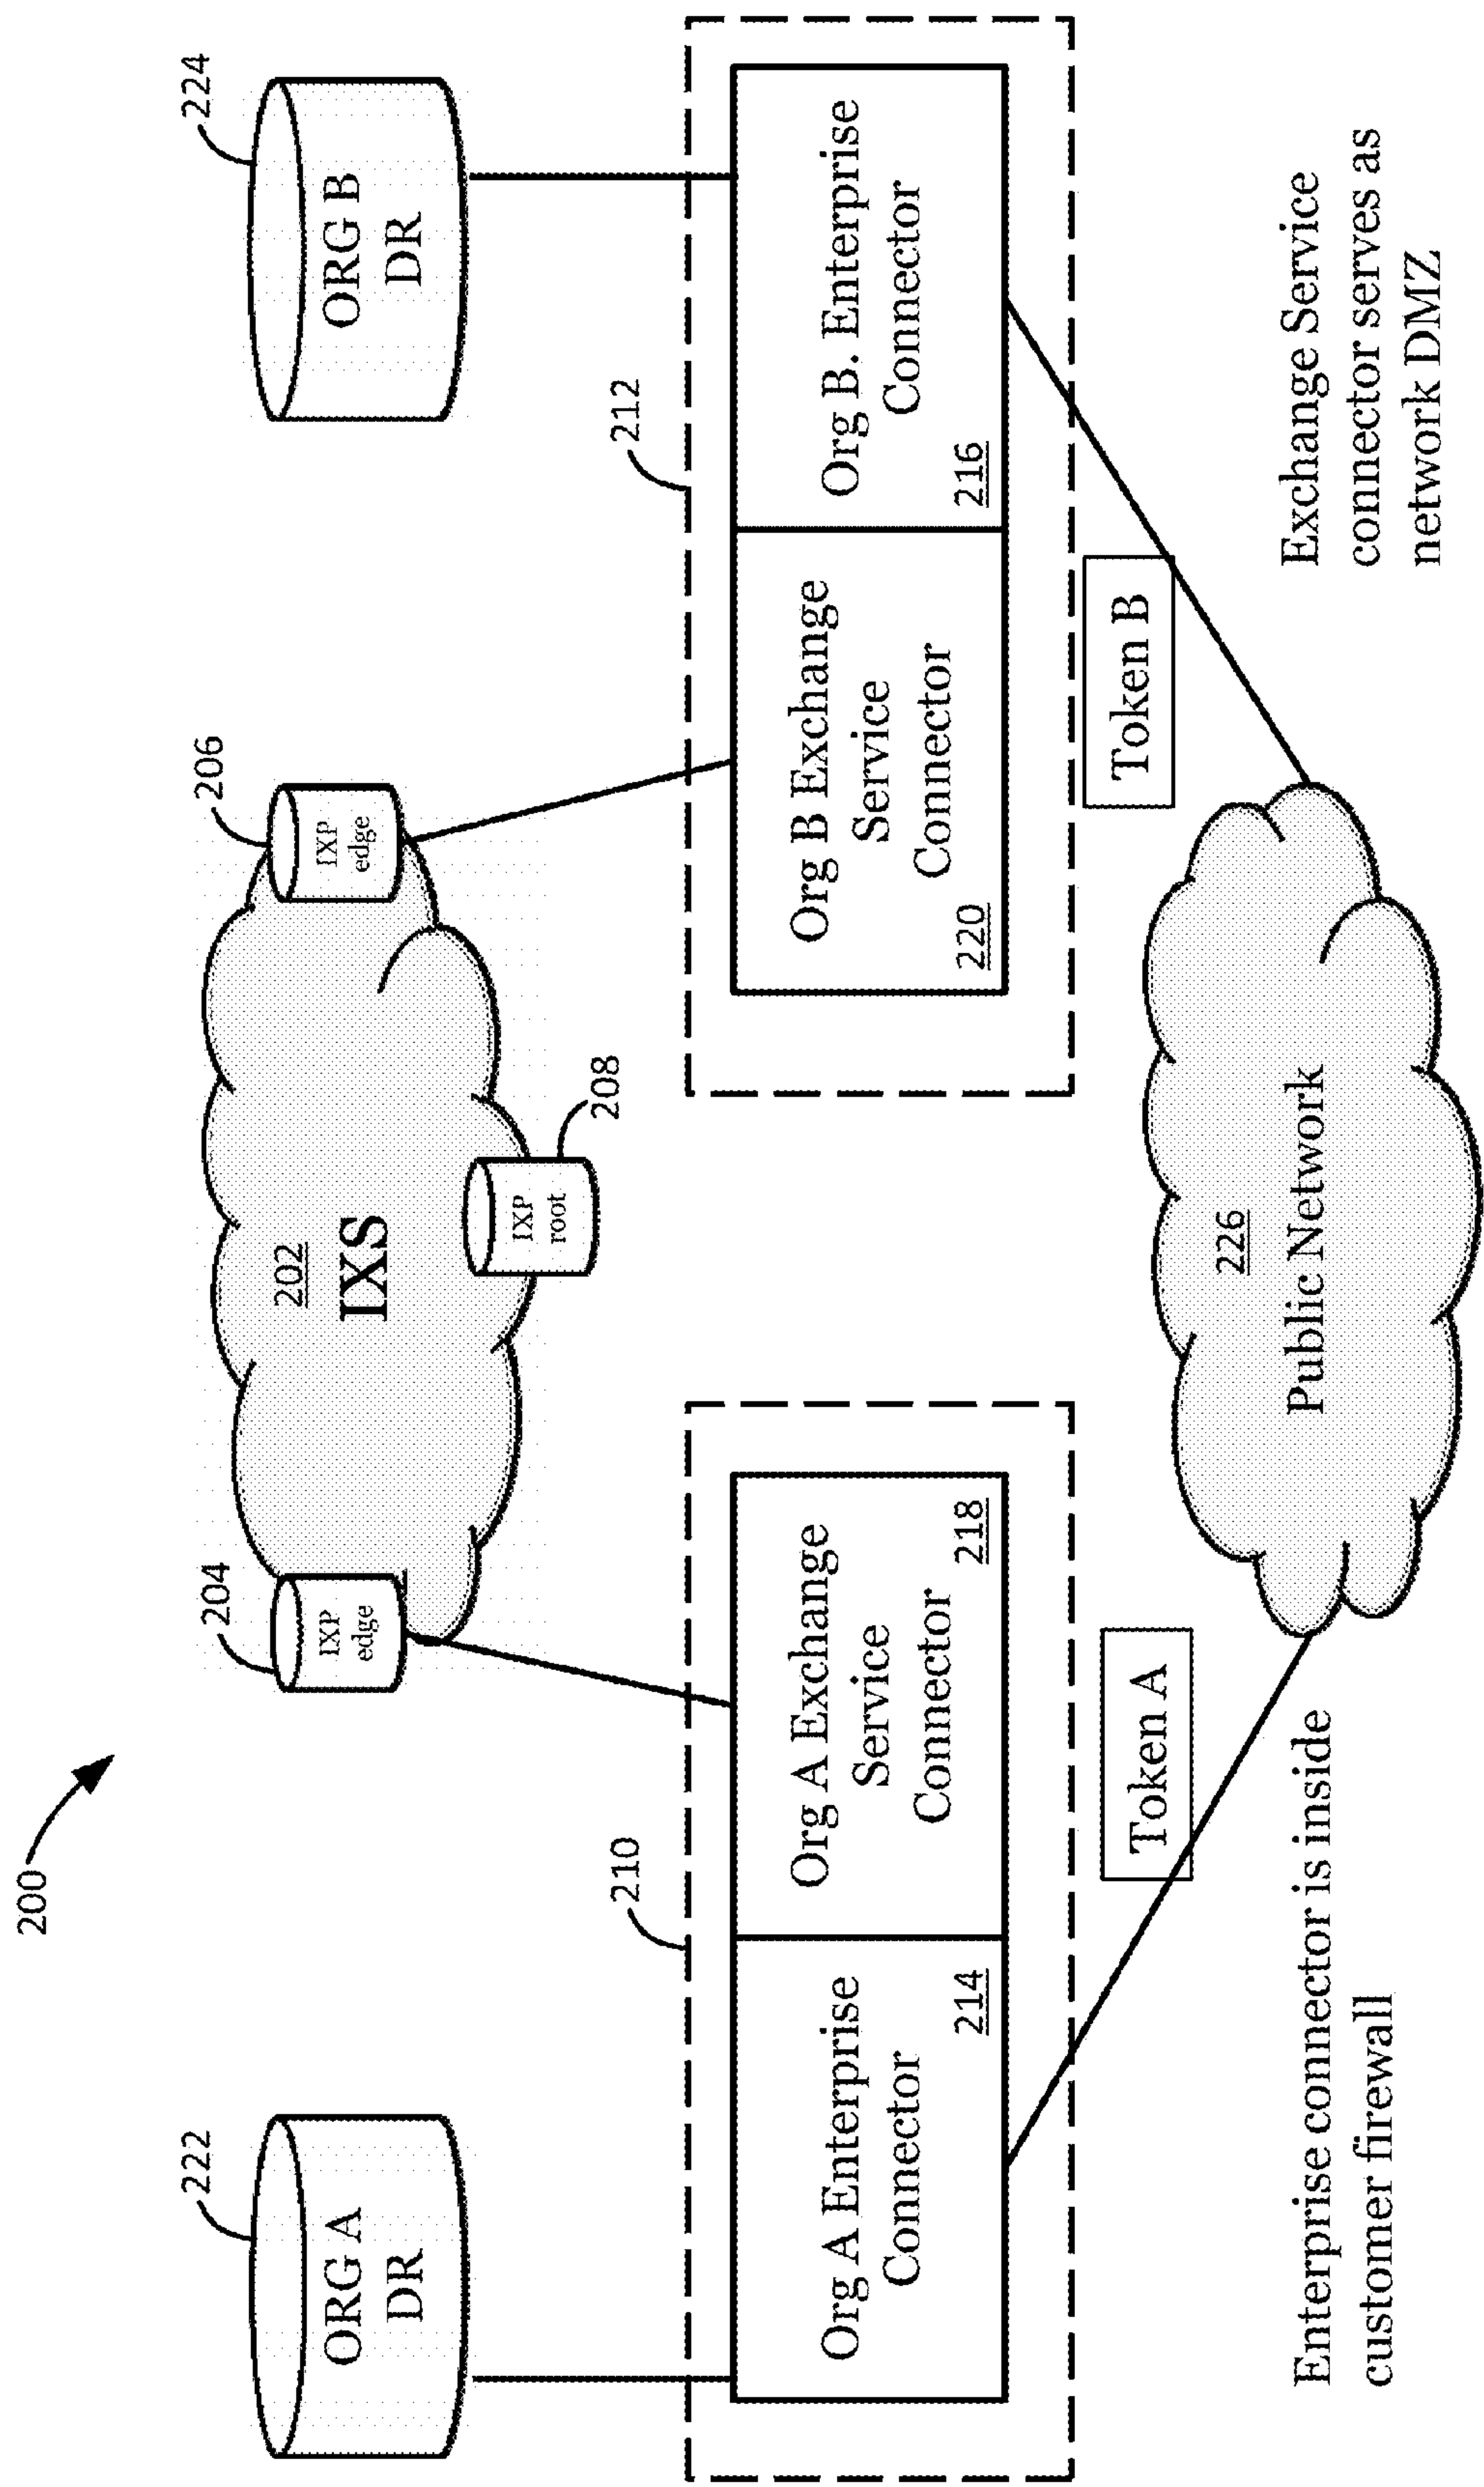 200
222
ORG A
DR
204
IXP
edge
202
IXS
IXP
root
208
206
IXP
edge
224
ORG B
DR
210
Org A Enterprise
Connector
214
Org A Exchange
Service
Connector
218
212
Org B Exchange
Service
Connector
220
Org B. Enterprise
Connector
216
Token A
Token B
226
Public Network
Enterprise connector is inside
customer firewall
Exchange Service
connector serves as
network DMZ